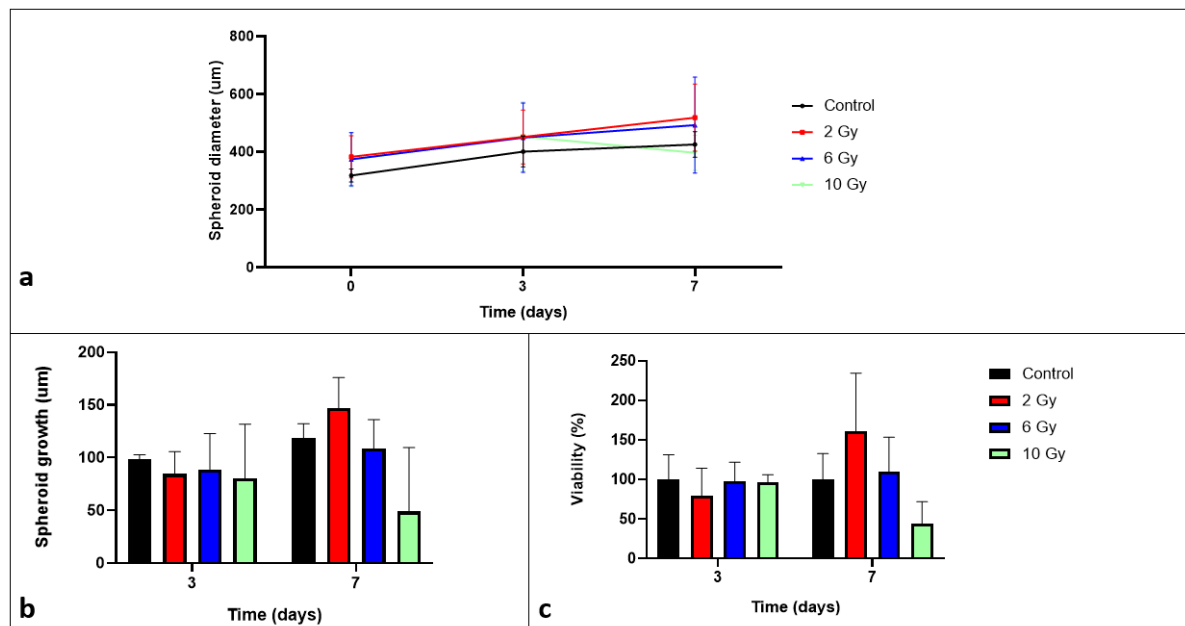 800
600
400
200
0
Spheroid diameter (um)
0 3 7
Time (days)
Control
2 Gy
6 Gy
10 Gy
a
200
150
100
50
0
Spheroid growth (um)
3 7
Time (days)
b
250
200
150
100
50
0
Viability (%)
3 7
Time (days)
Control
2 Gy
6 Gy
10 Gy
c